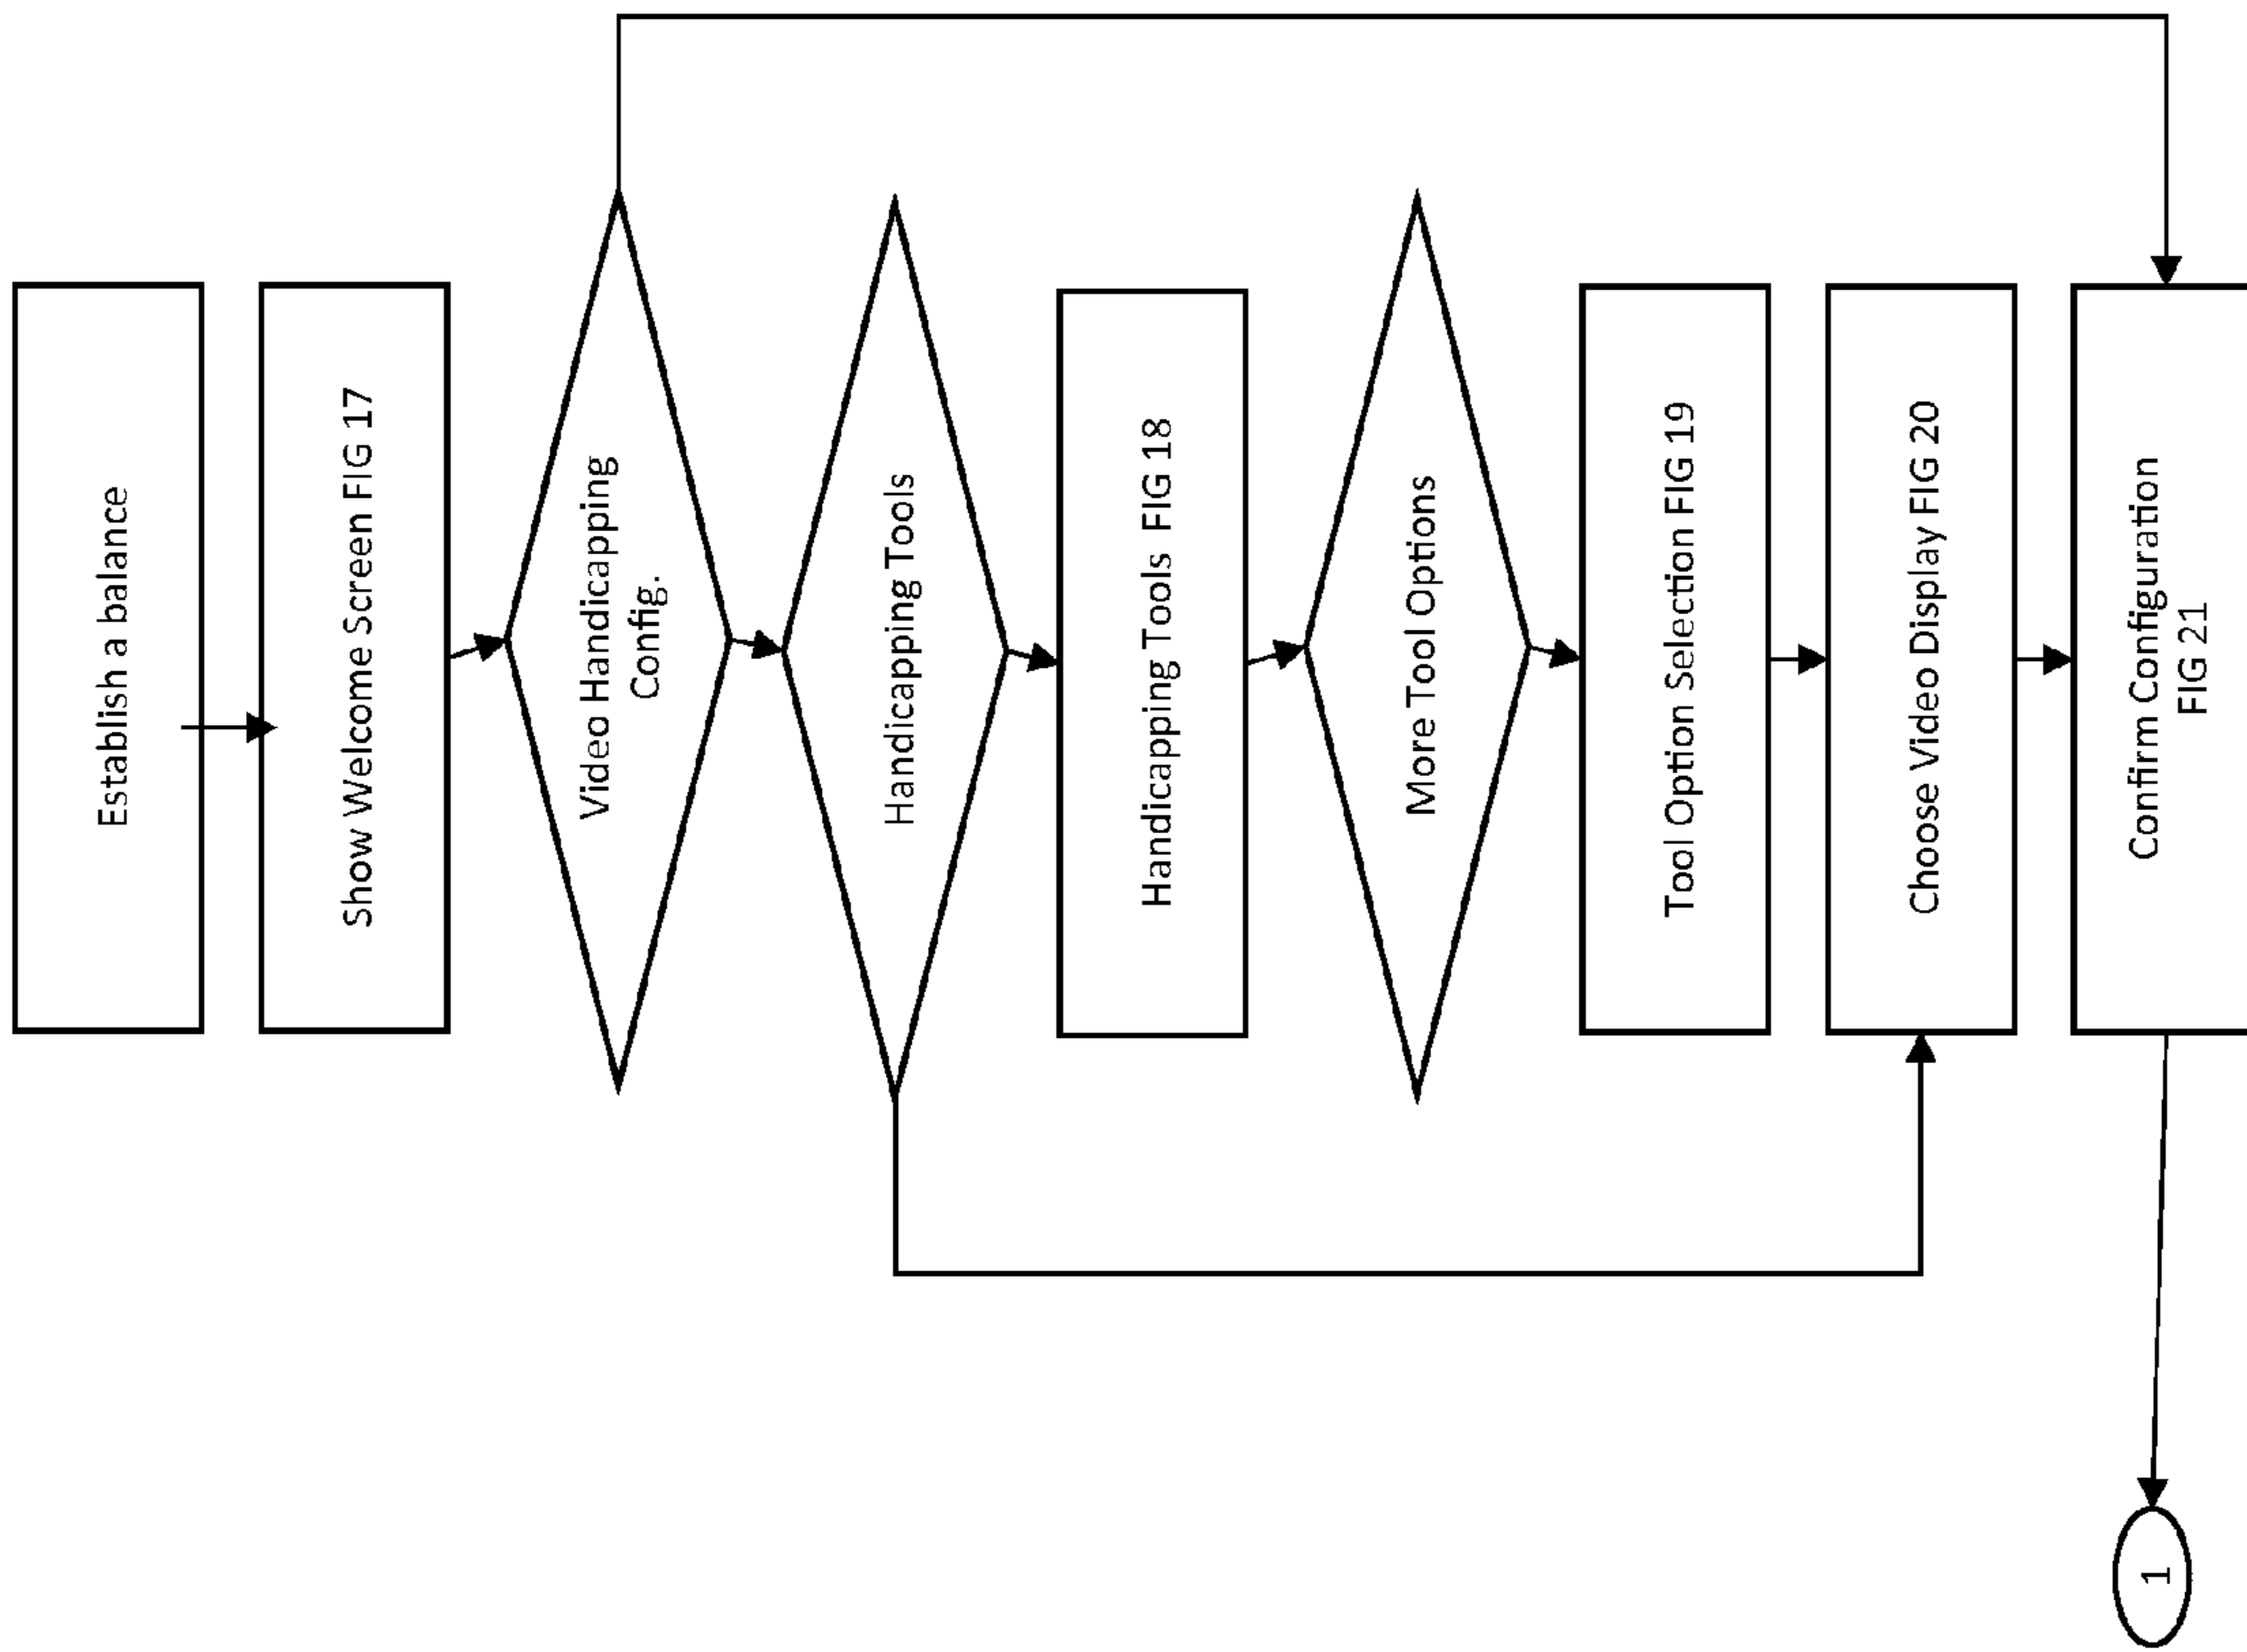 Establish a balance
Show Welcome Screen FIG 17
Video Handicapping
Config.
Handicapping Tools
Handicapping Tools FIG 18
More Tool Options
Tool Option Selection FIG 19
Choose Video Display FIG 20
Confirm Configuration
FIG 21
1